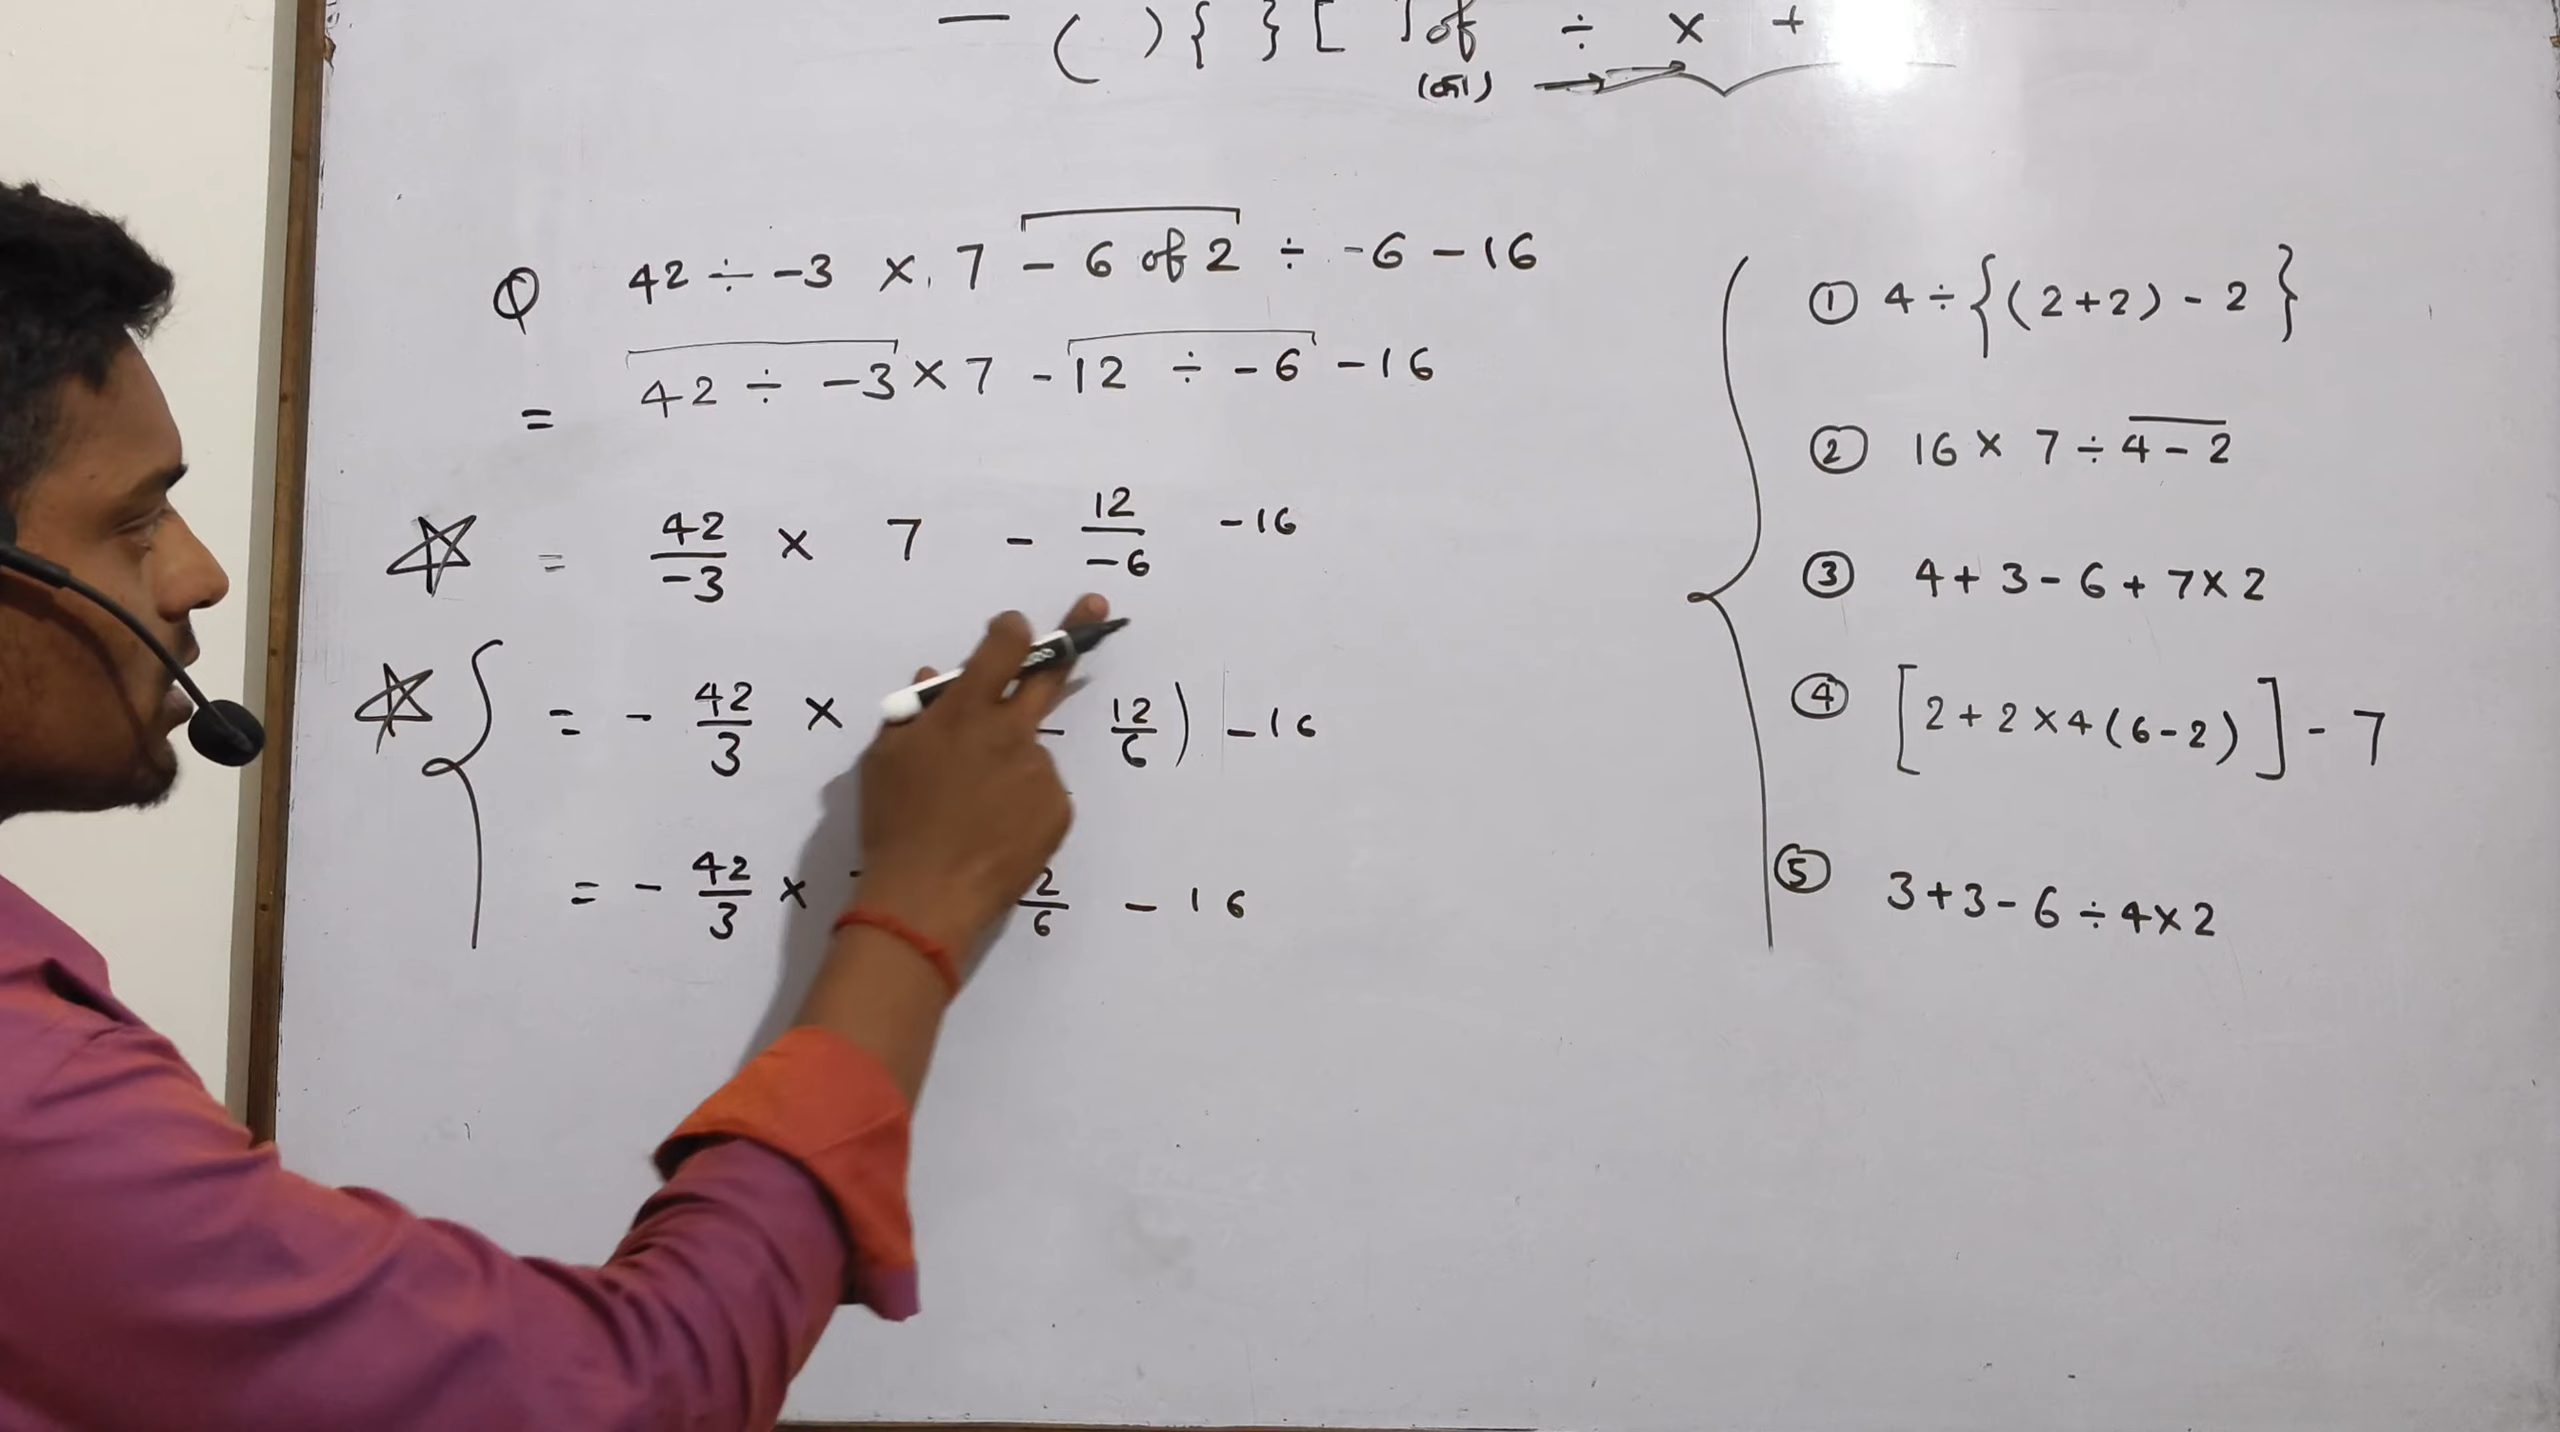 — ( ) { } [ ] of ÷ × +
(का)
Q 42 ÷ -3 × 7 - 6 of 2 ÷ -6 - 16
= 42 ÷ -3 × 7 - 12 ÷ -6 - 16
= 42/-3 × 7 - 12/-6 - 16
= - 42/3 × - 12/6) - 16
= - 42/3 × 2/6 - 16
① 4 ÷ {(2+2) - 2}
② 16 × 7 ÷ 4 - 2
③ 4 + 3 - 6 + 7 × 2
④ [2 + 2 × 4 (6-2)] - 7
⑤ 3 + 3 - 6 ÷ 4 × 2